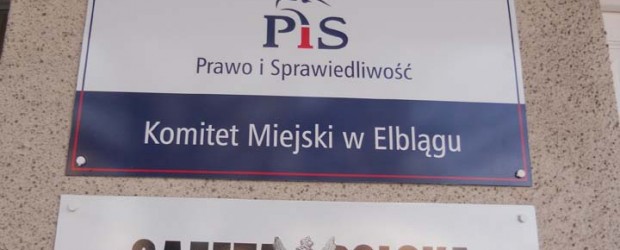 PiS
Prawo i Sprawiedliwość
Komitet Miejski w Elblągu